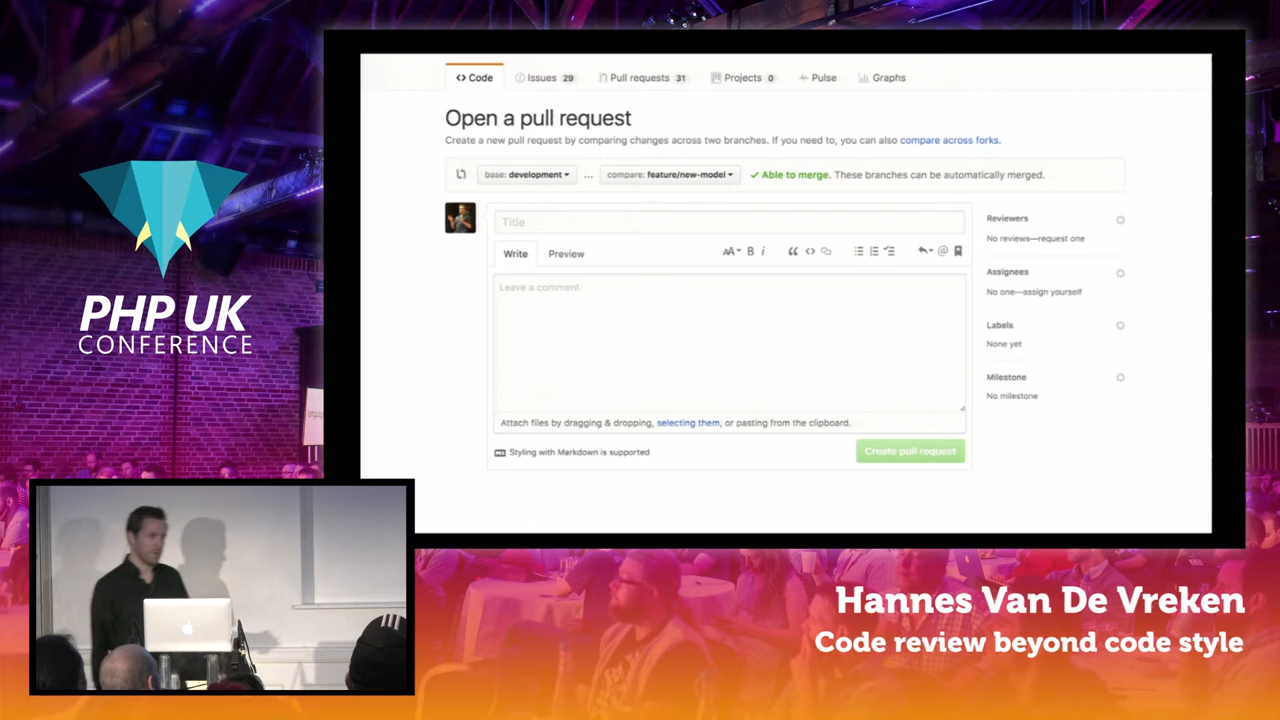 <> Code Issues 29 Pull requests 31 Projects 0 Pulse Graphs
Open a pull request
Create a new pull request by comparing changes across two branches. If you need to, you can also compare across forks.
base: development ... compare: feature/new-model ✓ Able to merge. These branches can be automatically merged.
Title
Write Preview AA B i
Leave a comment
Attach files by dragging & dropping, selecting them, or pasting from the clipboard.
Styling with Markdown is supported
Create pull request
Reviewers
No reviews—request one
Assignees
No one—assign yourself
Labels
None yet
Milestone
No milestone
PHP UK
CONFERENCE
Hannes Van De Vreken
Code review beyond code style